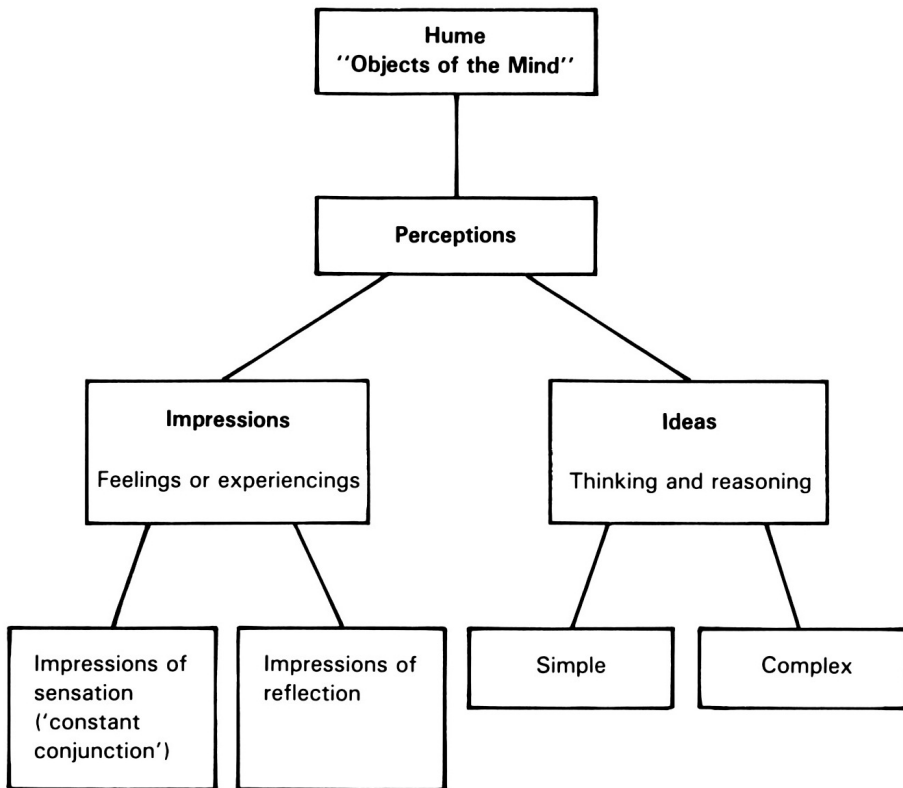 Hume
''Objects of the Mind''
Perceptions
Impressions
Feelings or experiencings
Ideas
Thinking and reasoning
Impressions of
sensation
(‘constant
conjunction’)
Impressions of
reflection
Simple
Complex